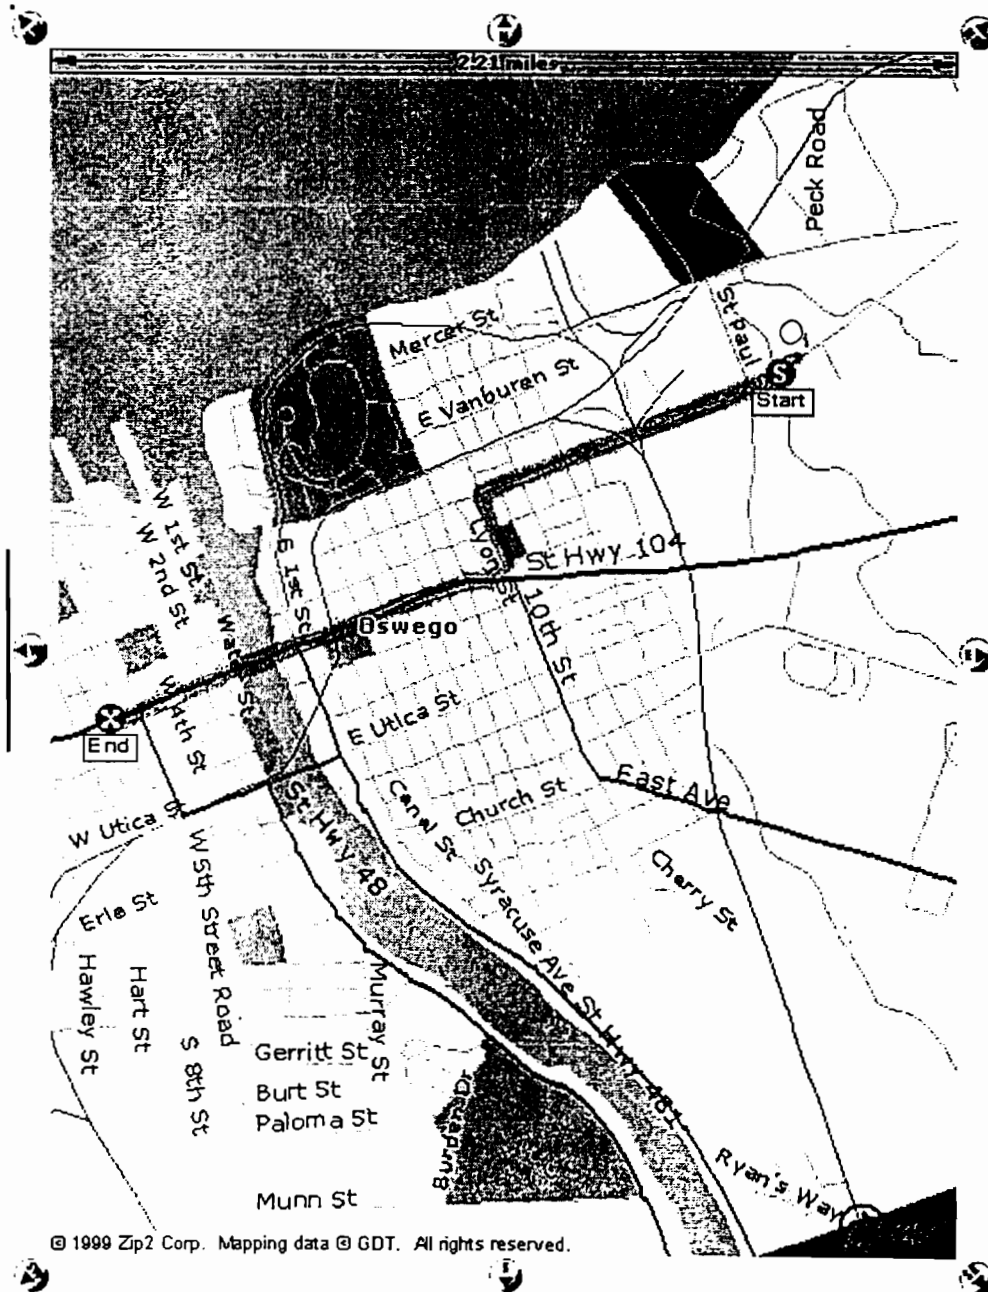 2.21 miles
Peck Road
St Paul
Mercer St
E Vanburen St
S
Start
W 1st St
W 2nd St
E 1st St
Lyon St
St Hwy 104
E 10th St
Oswego
W 4th St
X
End
E Utica St
W Utica St
St Hwy 48
Canal St
Church St
East Ave
Cherry St
Syracuse Ave St Hwy 481
W 5th Street Road
Erie St
Hawley St
Hart St
S 8th St
Murray St
Gerritt St
Burt St
Paloma St
Munn St
Ryan's Way
© 1999 Zip2 Corp. Mapping data © GDT. All rights reserved.